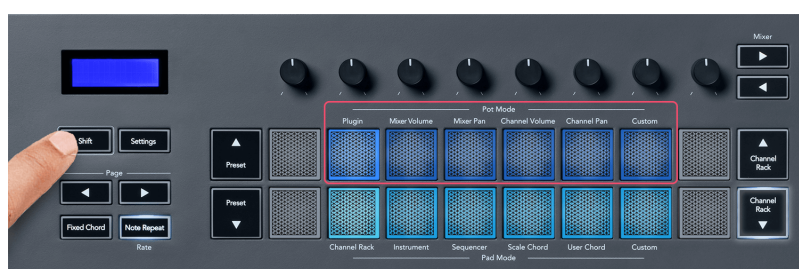 Mixer
Pot Mode
Plugin Mixer Volume Mixer Pan Channel Volume Channel Pan Custom
Shift Settings
Preset
Channel Rack
Page
Preset
Channel Rack
Fixed Chord Note Repeat
Rate
Channel Rack Instrument Sequencer Scale Chord User Chord Custom
Pad Mode